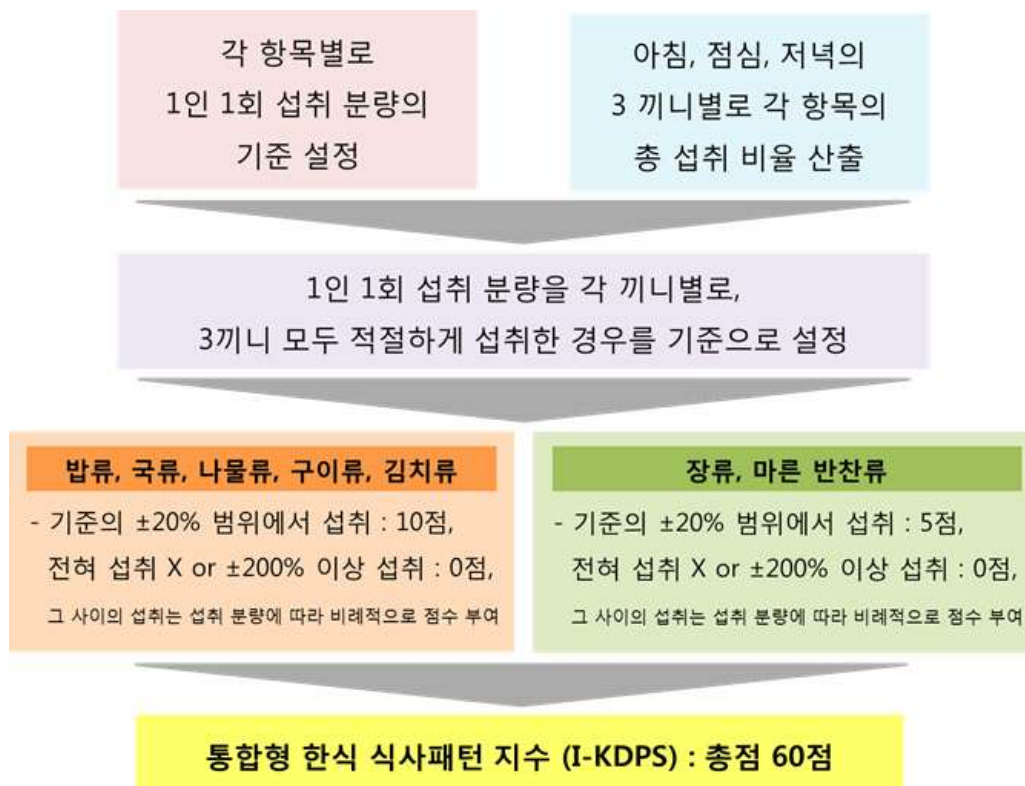 각 항목별로
1인 1회 섭취 분량의
기준 설정
아침, 점심, 저녁의
3 끼니별로 각 항목의
총 섭취 비율 산출
1인 1회 섭취 분량을 각 끼니별로,
3끼니 모두 적절하게 섭취한 경우를 기준으로 설정
밥류, 국류, 나물류, 구이류, 김치류
- 기준의 ±20% 범위에서 섭취 : 10점,
전혀 섭취 X or ±200% 이상 섭취 : 0점,
그 사이의 섭취는 섭취 분량에 따라 비례적으로 점수 부여
장류, 마른 반찬류
- 기준의 ±20% 범위에서 섭취 : 5점,
전혀 섭취 X or ±200% 이상 섭취 : 0점,
그 사이의 섭취는 섭취 분량에 따라 비례적으로 점수 부여
통합형 한식 식사패턴 지수 (I-KDPS) : 총점 60점